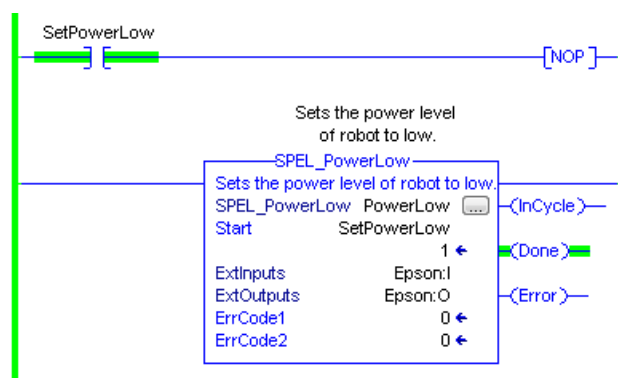 SetPowerLow
NOP
Sets the power level
of robot to low.
SPEL_PowerLow
Sets the power level of robot to low.
SPEL_PowerLow PowerLow ...
(InCycle)
Start SetPowerLow
1
(Done)
ExtInputs Epson:I
ExtOutputs Epson:O
(Error)
ErrCode1 0
ErrCode2 0